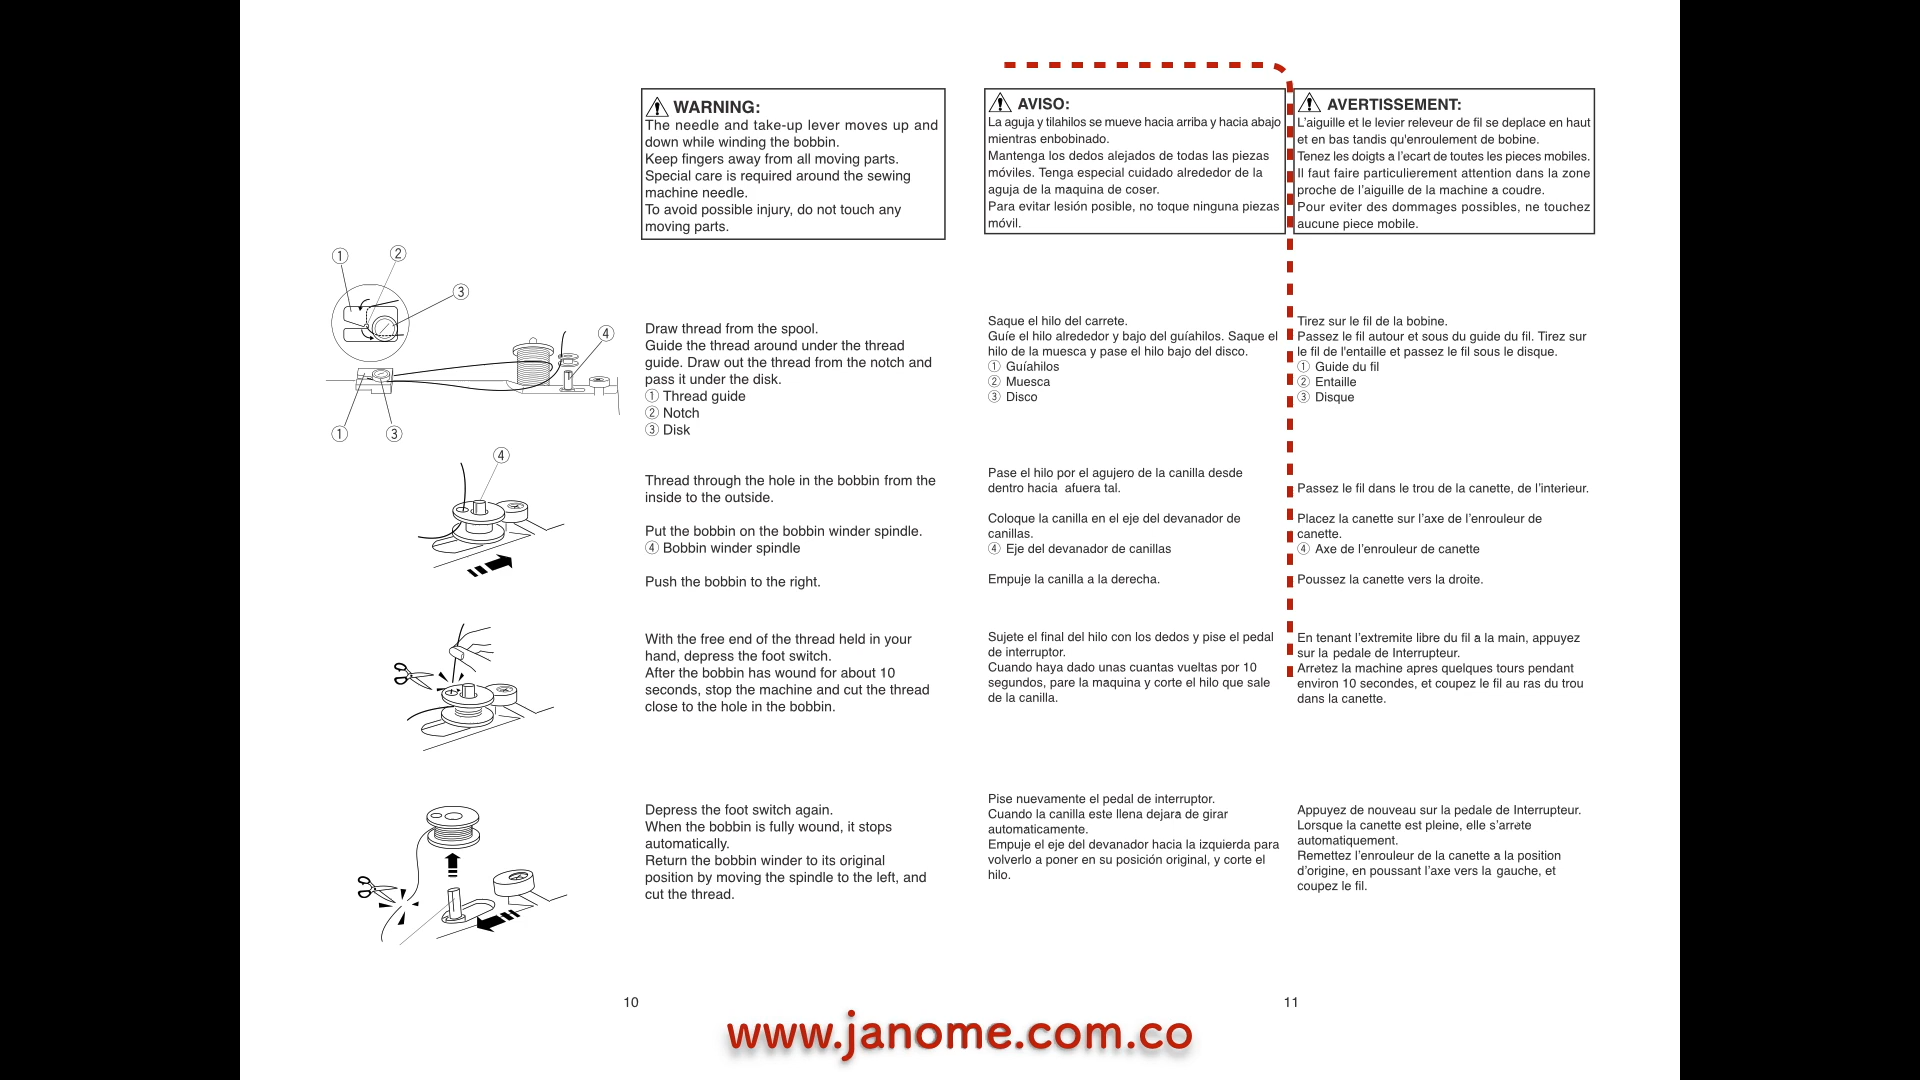 WARNING:
The needle and take-up lever moves up and
down while winding the bobbin.
Keep fingers away from all moving parts.
Special care is required around the sewing
machine needle.
To avoid possible injury, do not touch any
moving parts.
① ② ③ ④
① ③
Draw thread from the spool.
Guide the thread around under the thread
guide. Draw out the thread from the notch and
pass it under the disk.
① Thread guide
② Notch
③ Disk
④
Thread through the hole in the bobbin from the
inside to the outside.
Put the bobbin on the bobbin winder spindle.
④ Bobbin winder spindle
Push the bobbin to the right.
With the free end of the thread held in your
hand, depress the foot switch.
After the bobbin has wound for about 10
seconds, stop the machine and cut the thread
close to the hole in the bobbin.
Depress the foot switch again.
When the bobbin is fully wound, it stops
automatically.
Return the bobbin winder to its original
position by moving the spindle to the left, and
cut the thread.
10
AVISO:
La aguja y tilahilos se mueve hacia arriba y hacia abajo
mientras enbobinado.
Mantenga los dedos alejados de todas las piezas
móviles. Tenga especial cuidado alrededor de la
aguja de la maquina de coser.
Para evitar lesión posible, no toque ninguna piezas
móvil.
Saque el hilo del carrete.
Guíe el hilo alrededor y bajo del guíahilos. Saque el
hilo de la muesca y pase el hilo bajo del disco.
① Guíahilos
② Muesca
③ Disco
Pase el hilo por el agujero de la canilla desde
dentro hacia afuera tal.
Coloque la canilla en el eje del devanador de
canillas.
④ Eje del devanador de canillas
Empuje la canilla a la derecha.
Sujete el final del hilo con los dedos y pise el pedal
de interruptor.
Cuando haya dado unas cuantas vueltas por 10
segundos, pare la maquina y corte el hilo que sale
de la canilla.
Pise nuevamente el pedal de interruptor.
Cuando la canilla este llena dejara de girar
automaticamente.
Empuje el eje del devanador hacia la izquierda para
volverlo a poner en su posición original, y corte el
hilo.
AVERTISSEMENT:
L'aiguille et le levier releveur de fil se deplace en haut
et en bas tandis qu'enroulement de bobine.
Tenez les doigts a l'ecart de toutes les pieces mobiles.
Il faut faire particulierement attention dans la zone
proche de l'aiguille de la machine a coudre.
Pour eviter des dommages possibles, ne touchez
aucune piece mobile.
Tirez sur le fil de la bobine.
Passez le fil autour et sous du guide du fil. Tirez sur
le fil de l'entaille et passez le fil sous le disque.
① Guide du fil
② Entaille
③ Disque
Passez le fil dans le trou de la canette, de l'interieur.
Placez la canette sur l'axe de l'enrouleur de
canette.
④ Axe de l'enrouleur de canette
Poussez la canette vers la droite.
En tenant l'extremite libre du fil a la main, appuyez
sur la pedale de Interrupteur.
Arretez la machine apres quelques tours pendant
environ 10 secondes, et coupez le fil au ras du trou
dans la canette.
Appuyez de nouveau sur la pedale de Interrupteur.
Lorsque la canette est pleine, elle s'arrete
automatiquement.
Remettez l'enrouleur de la canette a la position
d'origine, en poussant l'axe vers la gauche, et
coupez le fil.
11
www.janome.com.co